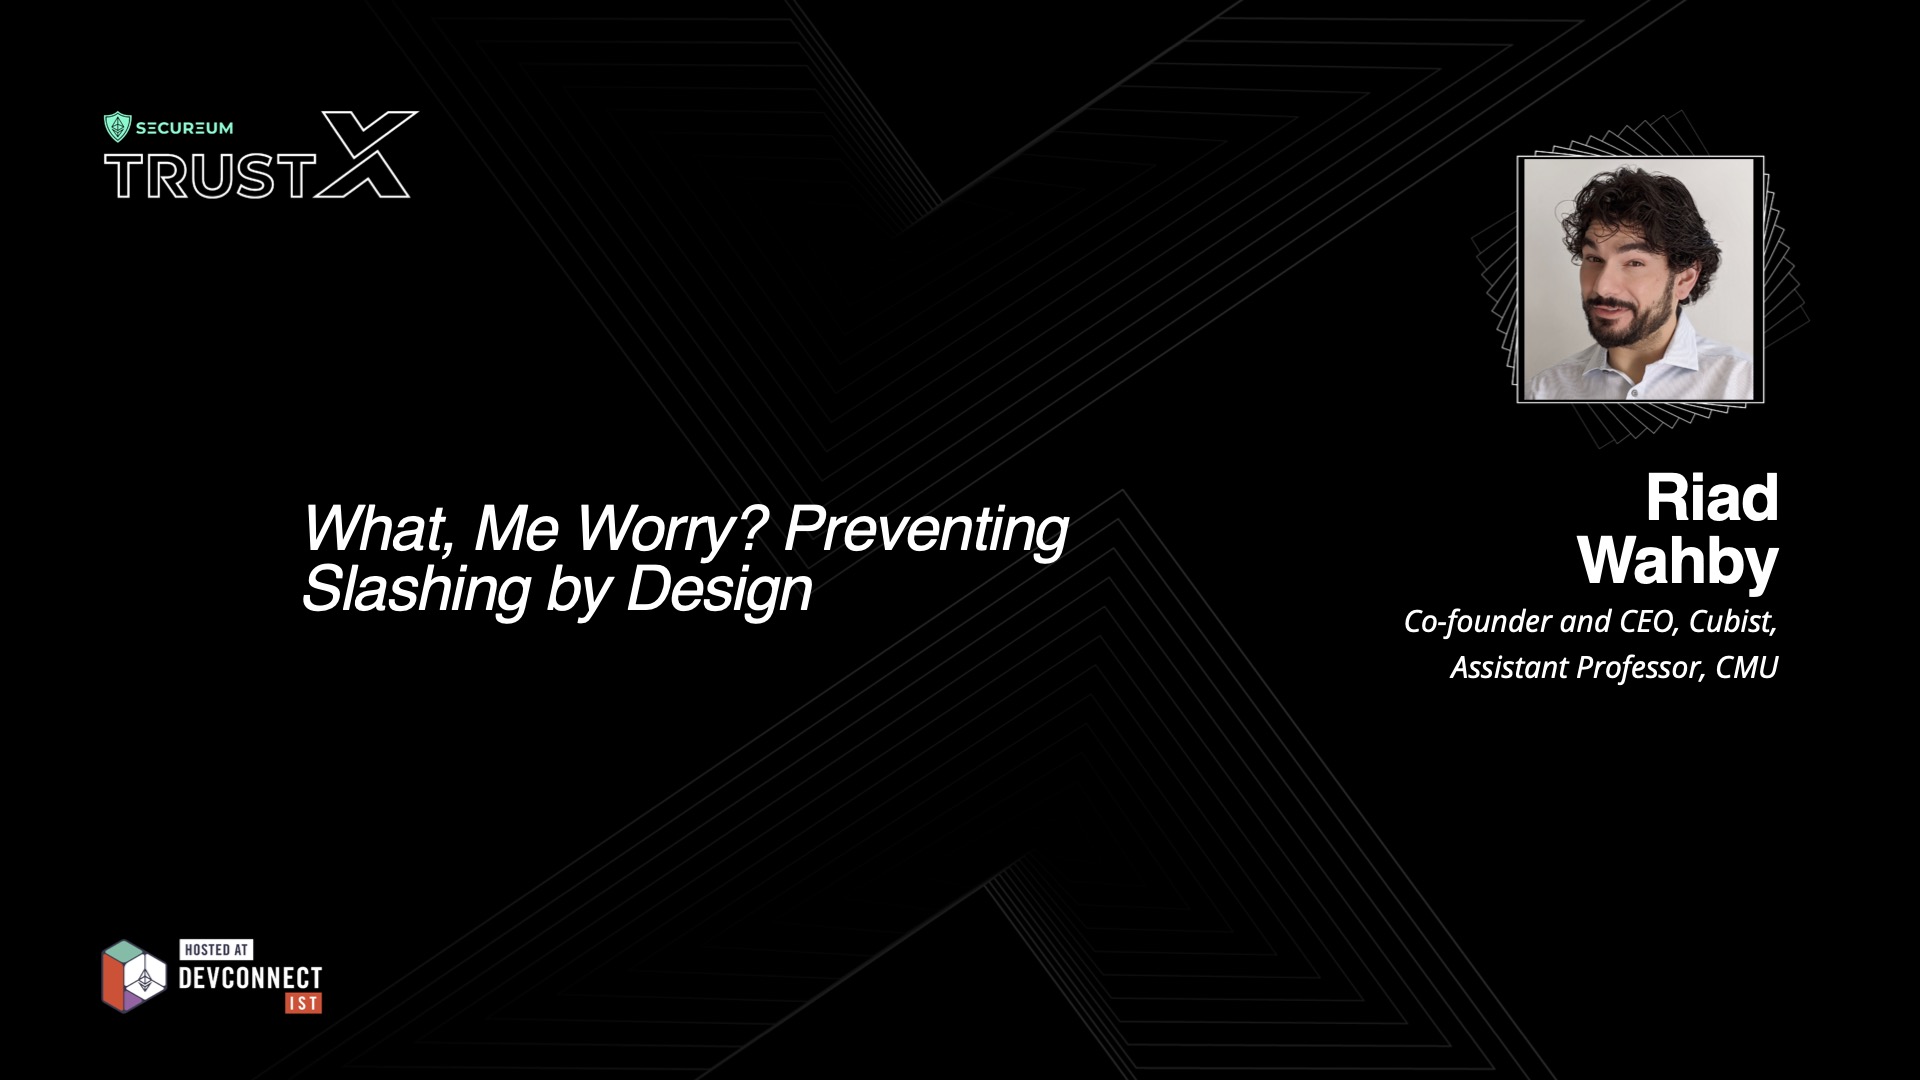 SECUREUM
TRUSTX
What, Me Worry? Preventing
Slashing by Design
Riad
Wahby
Co-founder and CEO, Cubist,
Assistant Professor, CMU
HOSTED AT
DEVCONNECT
IST